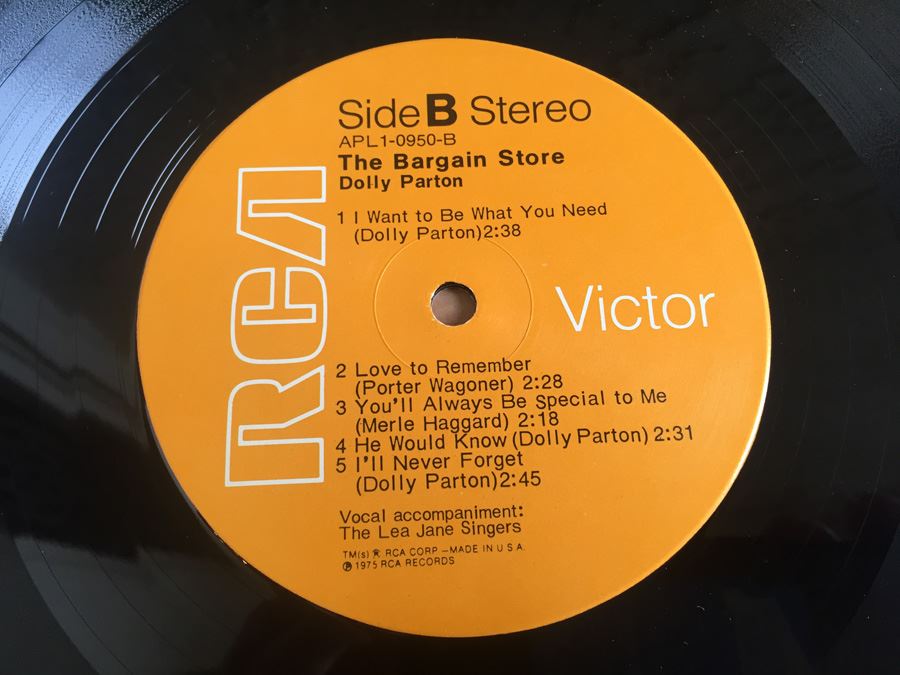 Side B Stereo
APL1-0950-B
The Bargain Store
Dolly Parton
1 I Want to Be What You Need
(Dolly Parton) 2:38
RCA
Victor
2 Love to Remember
(Porter Wagoner) 2:28
3 You'll Always Be Special to Me
(Merle Haggard) 2:18
4 He Would Know (Dolly Parton) 2:31
5 I'll Never Forget
(Dolly Parton) 2:45
Vocal accompaniment:
The Lea Jane Singers
TM(s) ® RCA CORP —MADE IN U.S.A.
℗ 1975 RCA RECORDS